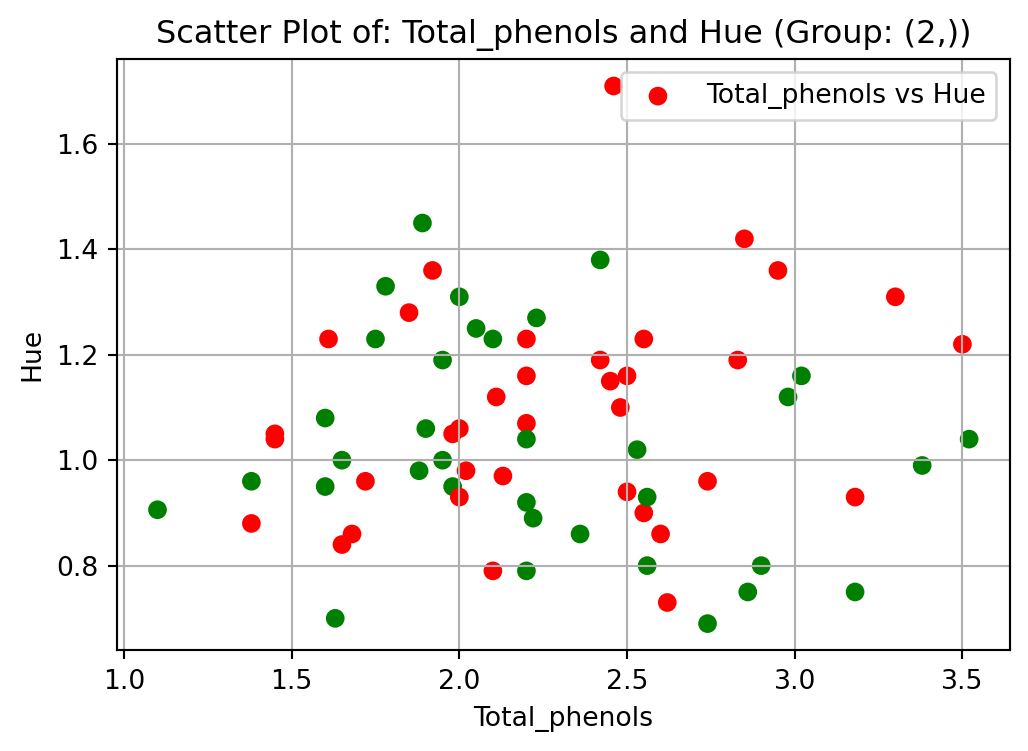 Scatter Plot of: Total_phenols and Hue (Group: (2,))
Total_phenols vs Hue
Hue
1.6
1.4
1.2
1.0
0.8
1.0 1.5 2.0 2.5 3.0 3.5
Total_phenols